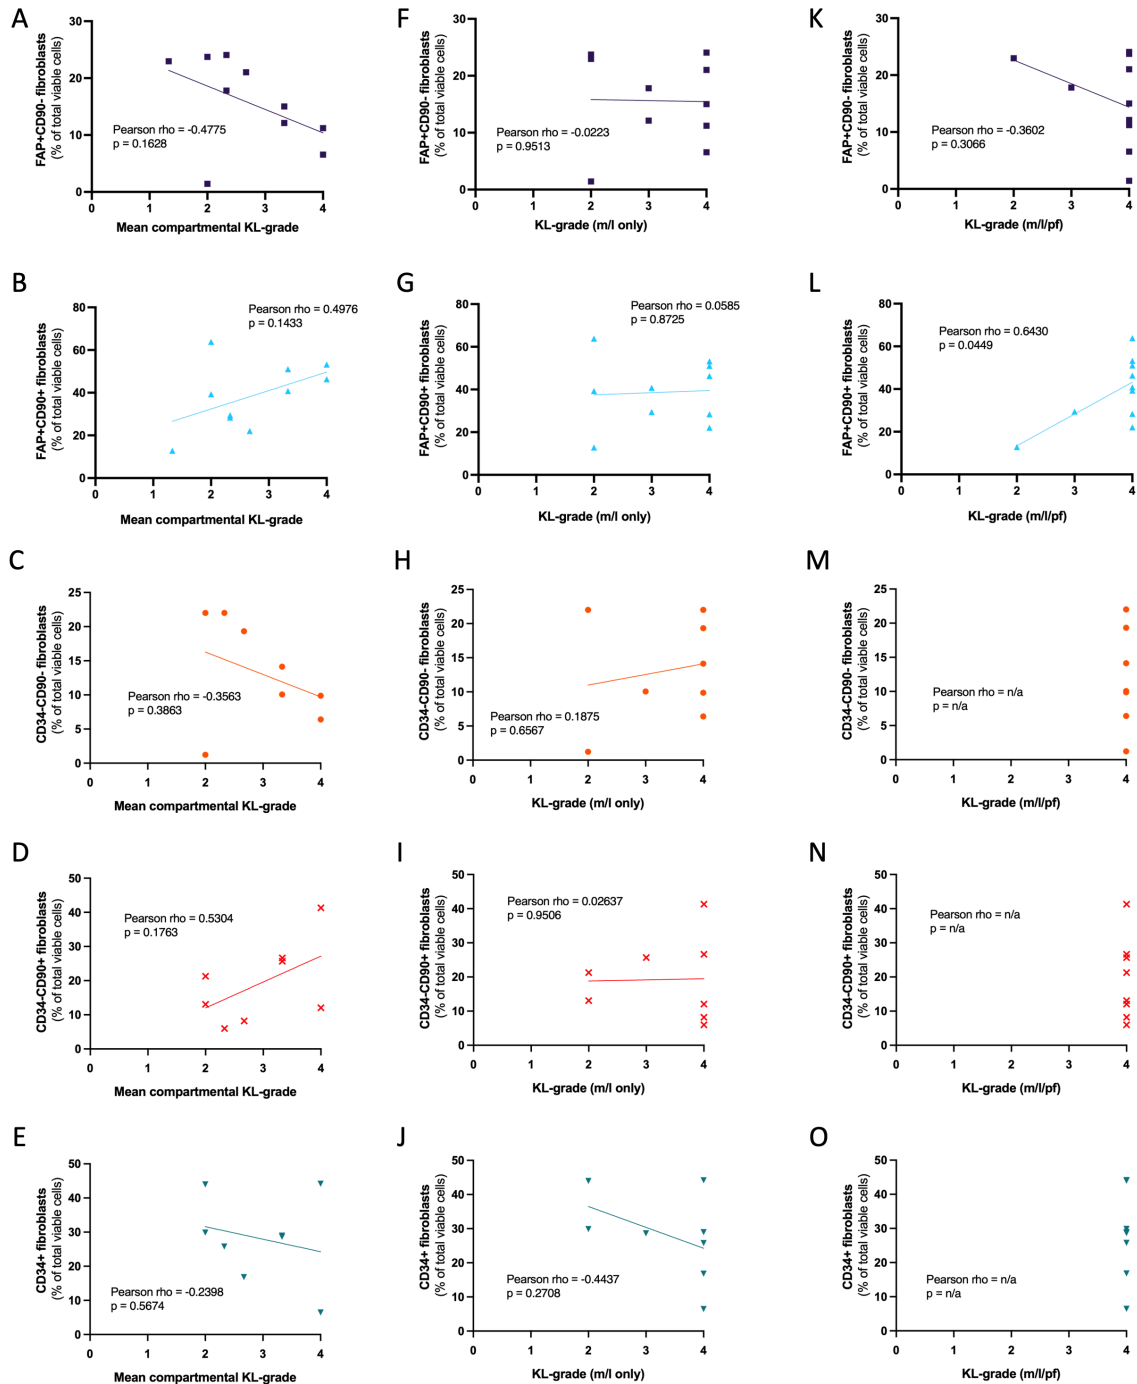 A
FAP+CD90- fibroblasts
(% of total viable cells)
30
20
10
0
0 1 2 3 4
Pearson rho = -0.4775
p = 0.1628
Mean compartmental KL-grade
F
FAP+CD90- fibroblasts
(% of total viable cells)
30
20
10
0
0 1 2 3 4
Pearson rho = -0.0223
p = 0.9513
KL-grade (m/l only)
K
FAP+CD90- fibroblasts
(% of total viable cells)
30
20
10
0
0 1 2 3 4
Pearson rho = -0.3602
p = 0.3066
KL-grade (m/l/pf)
B
FAP+CD90+ fibroblasts
(% of total viable cells)
80
60
40
20
0
0 1 2 3 4
Pearson rho = 0.4976
p = 0.1433
Mean compartmental KL-grade
G
FAP+CD90+ fibroblasts
(% of total viable cells)
80
60
40
20
0
0 1 2 3 4
Pearson rho = 0.0585
p = 0.8725
KL-grade (m/l only)
L
FAP+CD90+ fibroblasts
(% of total viable cells)
80
60
40
20
0
0 1 2 3 4
Pearson rho = 0.6430
p = 0.0449
KL-grade (m/l/pf)
C
CD34-CD90- fibroblasts
(% of total viable cells)
25
20
15
10
5
0
0 1 2 3 4
Pearson rho = -0.3563
p = 0.3863
Mean compartmental KL-grade
H
CD34-CD90- fibroblasts
(% of total viable cells)
25
20
15
10
5
0
0 1 2 3 4
Pearson rho = 0.1875
p = 0.6567
KL-grade (m/l only)
M
CD34-CD90- fibroblasts
(% of total viable cells)
25
20
15
10
5
0
0 1 2 3 4
Pearson rho = n/a
p = n/a
KL-grade (m/l/pf)
D
CD34-CD90+ fibroblasts
(% of total viable cells)
50
40
30
20
10
0
0 1 2 3 4
Pearson rho = 0.5304
p = 0.1763
Mean compartmental KL-grade
I
CD34-CD90+ fibroblasts
(% of total viable cells)
50
40
30
20
10
0
0 1 2 3 4
Pearson rho = 0.02637
p = 0.9506
KL-grade (m/l only)
N
CD34-CD90+ fibroblasts
(% of total viable cells)
50
40
30
20
10
0
0 1 2 3 4
Pearson rho = n/a
p = n/a
KL-grade (m/l/pf)
E
CD34+ fibroblasts
(% of total viable cells)
50
40
30
20
10
0
0 1 2 3 4
Pearson rho = -0.2398
p = 0.5674
Mean compartmental KL-grade
J
CD34+ fibroblasts
(% of total viable cells)
50
40
30
20
10
0
0 1 2 3 4
Pearson rho = -0.4437
p = 0.2708
KL-grade (m/l only)
O
CD34+ fibroblasts
(% of total viable cells)
50
40
30
20
10
0
0 1 2 3 4
Pearson rho = n/a
p = n/a
KL-grade (m/l/pf)